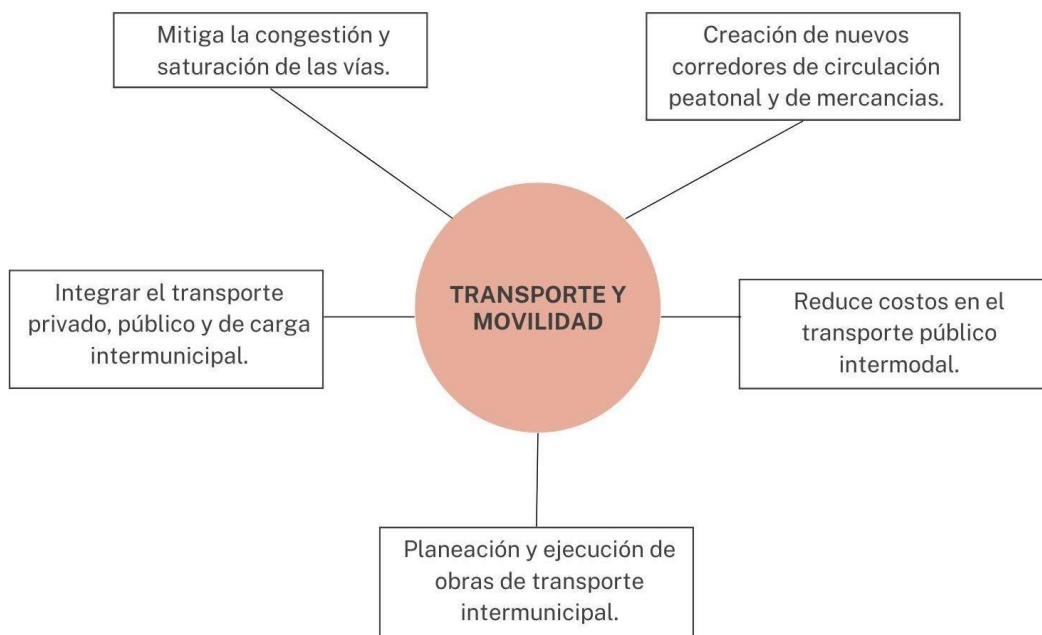 Mitiga la congestión y
saturación de las vías.
Creación de nuevos
corredores de circulación
peatonal y de mercancias.
Integrar el transporte
privado, público y de carga
intermunicipal.
TRANSPORTE Y
MOVILIDAD
Reduce costos en el
transporte público
intermodal.
Planeación y ejecución de
obras de transporte
intermunicipal.